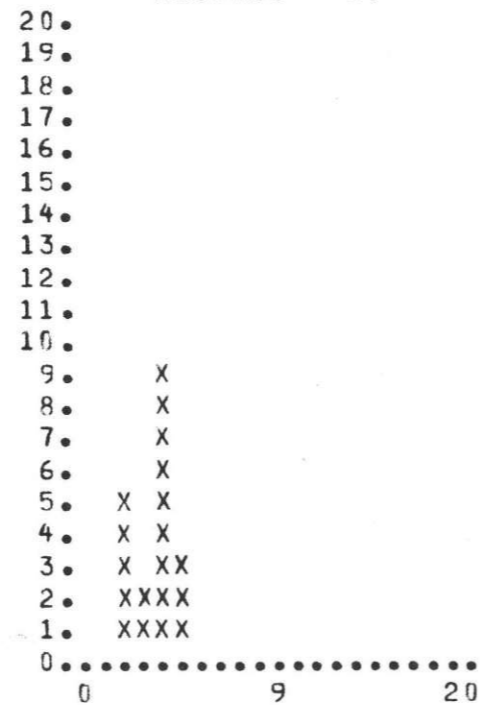 20.
19.
18.
17.
16.
15.
14.
13.
12.
11.
10.
9. X
8. X
7. X
6. X
5. X X
4. X X
3. X XX
2. XXXX
1. XXXX
0......................
0 9 20